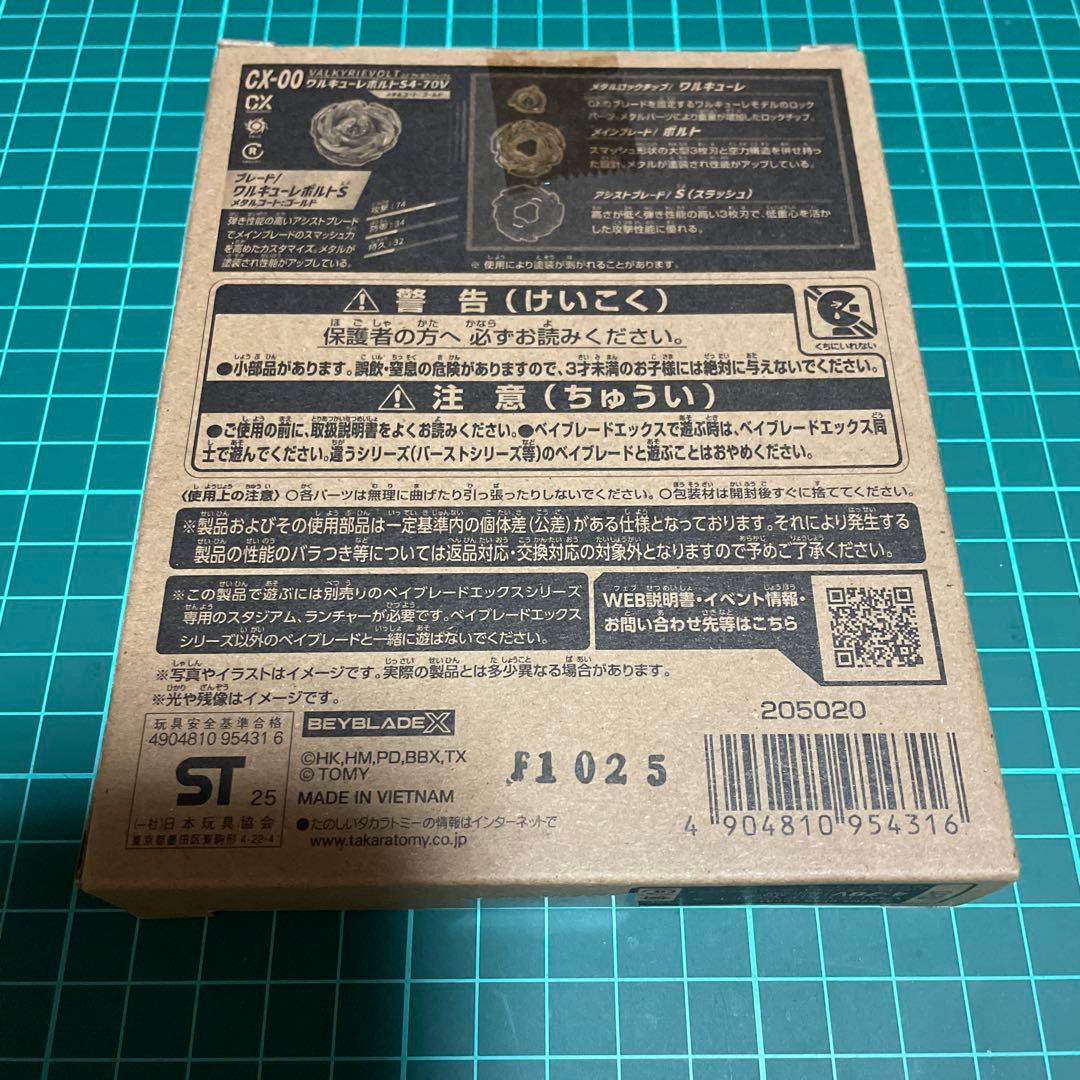 CX-00 VALKYRIEVOLT
ワルキューレボルトS4-70V
メタルコート:ゴールド
CX
R
ブレード/
ワルキューレボルトS
メタルコート:ゴールド
弾き性能の高いアシストブレード
でメインブレードのスマッシュ力
を高めたカスタマイズ。メタルが
塗装され性能がアップしている。
攻撃:74
防御:34
持久:32
メタルロックチップ/ ワルキューレ
CXのブレードを固定するワルキューレモデルのロック
パーツ。メタルパーツにより重量が増加したロックチップ。
メインブレード/ ボルト
スマッシュ形状の大型3枚刃と空力構造を併せ持っ
た設計。メタルが塗装され性能がアップしている。
アシストブレード/ S(スラッシュ)
高さが低く弾き性能の高い3枚刃で、低重心を活か
した攻撃性能に優れる。
※使用により塗装が剥がれることがあります。
警告(けいこく)
保護者の方へ 必ずお読みください。
●小部品があります。誤飲・窒息の危険がありますので、3才未満のお子様には絶対に与えないでください。
くちにいれない
注意(ちゅうい)
●ご使用の前に、取扱説明書をよくお読みください。●ベイブレードエックスで遊ぶ時は、ベイブレードエックス同
士で遊んでください。違うシリーズ(バーストシリーズ等)のベイブレードと遊ぶことはおやめください。
〈使用上の注意〉○各パーツは無理に曲げたり引っ張ったりしないでください。○包装材は開封後すぐに捨ててください。
※製品およびその使用部品は一定基準内の個体差(公差)がある仕様となっております。それにより発生する
製品の性能のバラつき等については返品対応・交換対応の対象外となりますので予めご了承ください。
※この製品で遊ぶには別売りのベイブレードエックスシリーズ
専用のスタジアム、ランチャーが必要です。ベイブレードエックス
シリーズ以外のベイブレードと一緒に遊ばないでください。
WEB説明書・イベント情報・
お問い合わせ先等はこちら
※写真やイラストはイメージです。実際の製品とは多少異なる場合があります。
※光や残像はイメージです。
玩具安全基準合格
4904810 95431 6
ST 25
(一社)日本玩具協会
東京都墨田区東駒形 4-22-4
BEYBLADE X
©HK,HM,PD,BBX,TX
© TOMY
MADE IN VIETNAM
●たのしいタカラトミーの情報はインターネットで
www.takaratomy.co.jp
F1025
205020
4 904810 954316